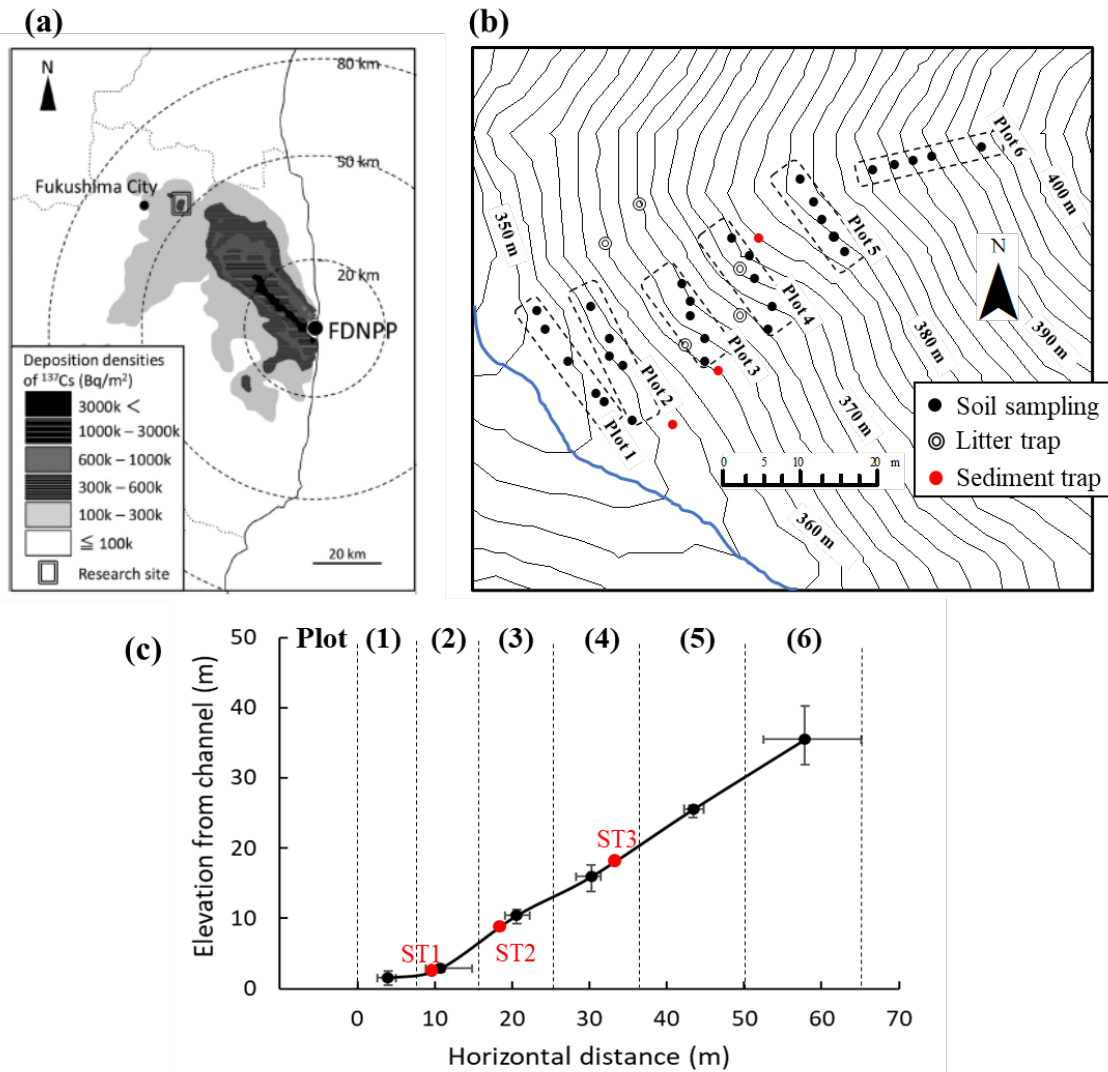 (a)
N
80 km
50 km
Fukushima City
20 km
FDNPP
Deposition densities
of ¹³⁷Cs (Bq/m²)
3000k <
1000k – 3000k
600k – 1000k
300k – 600k
100k – 300k
≦ 100k
Research site
20 km
(b)
Plot 6
400 m
350 m
Plot 5
N
390 m
Plot 4
380 m
Plot 3
Plot 2
370 m
Plot 1
0 5 10 20 m
360 m
Soil sampling
Litter trap
Sediment trap
(c)
Plot (1) (2) (3) (4) (5) (6)
Elevation from channel (m)
50
40
30
20
10
0
ST3
ST1
ST2
0 10 20 30 40 50 60 70
Horizontal distance (m)